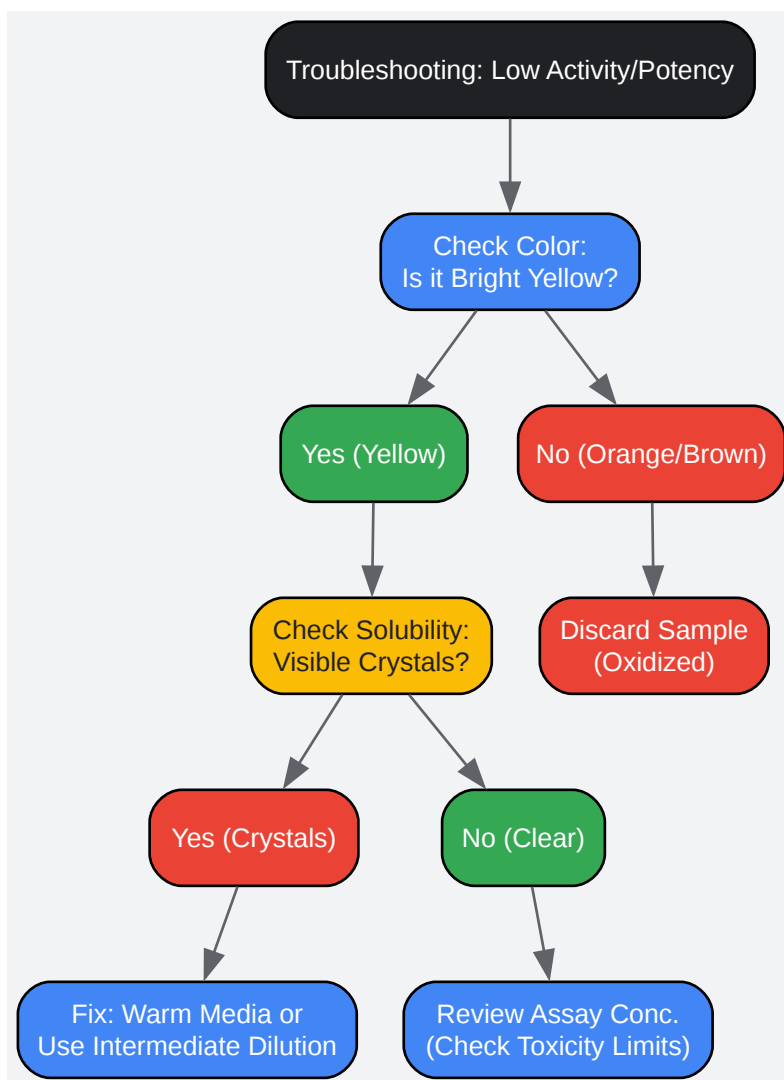 Troubleshooting: Low Activity/Potency
Check Color:
Is it Bright Yellow?
Yes (Yellow)
No (Orange/Brown)
Check Solubility:
Visible Crystals?
Discard Sample
(Oxidized)
Yes (Crystals)
No (Clear)
Fix: Warm Media or
Use Intermediate Dilution
Review Assay Conc.
(Check Toxicity Limits)